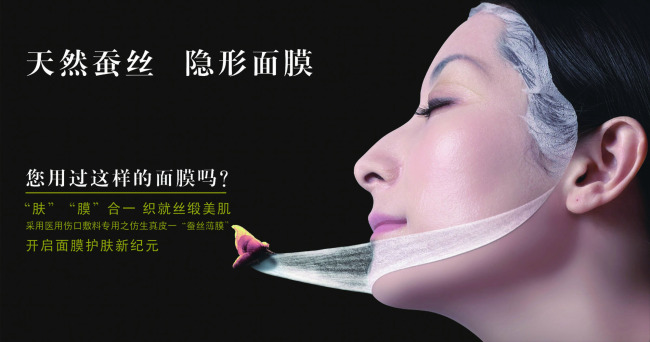 天然蚕丝 隐形面膜
您用过这样的面膜吗？
“肤”“膜”合一 织就丝缎美肌
采用医用伤口敷料专用之仿生真皮—“蚕丝薄膜”
开启面膜护肤新纪元